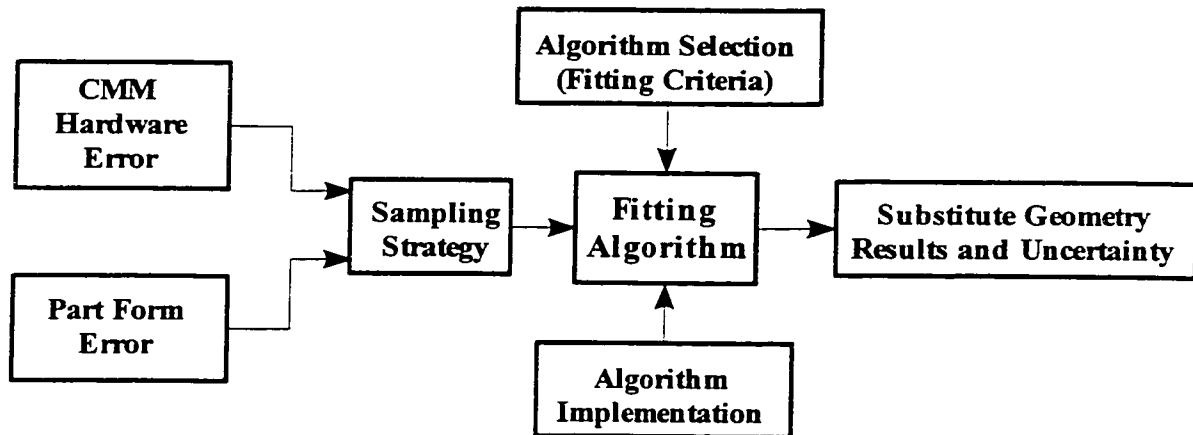 CMM
Hardware
Error
Part Form
Error
Sampling
Strategy
Algorithm Selection
(Fitting Criteria)
Fitting
Algorithm
Algorithm
Implementation
Substitute Geometry
Results and Uncertainty